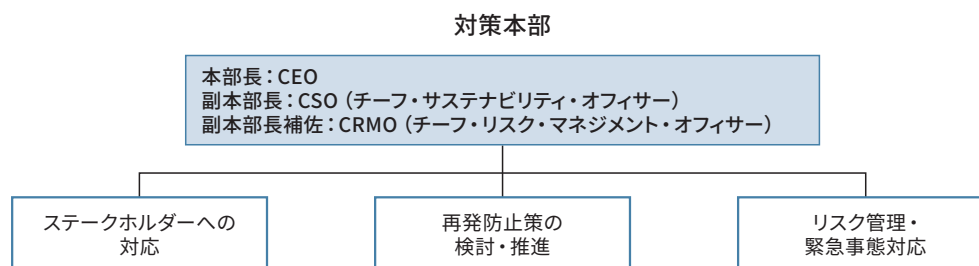 対策本部
本部長：CEO
副本部長：CSO（チーフ・サステナビリティ・オフィサー）
副本部長補佐：CRMO（チーフ・リスク・マネジメント・オフィサー）
ステークホルダーへの
対応
再発防止策の
検討・推進
リスク管理・
緊急事態対応